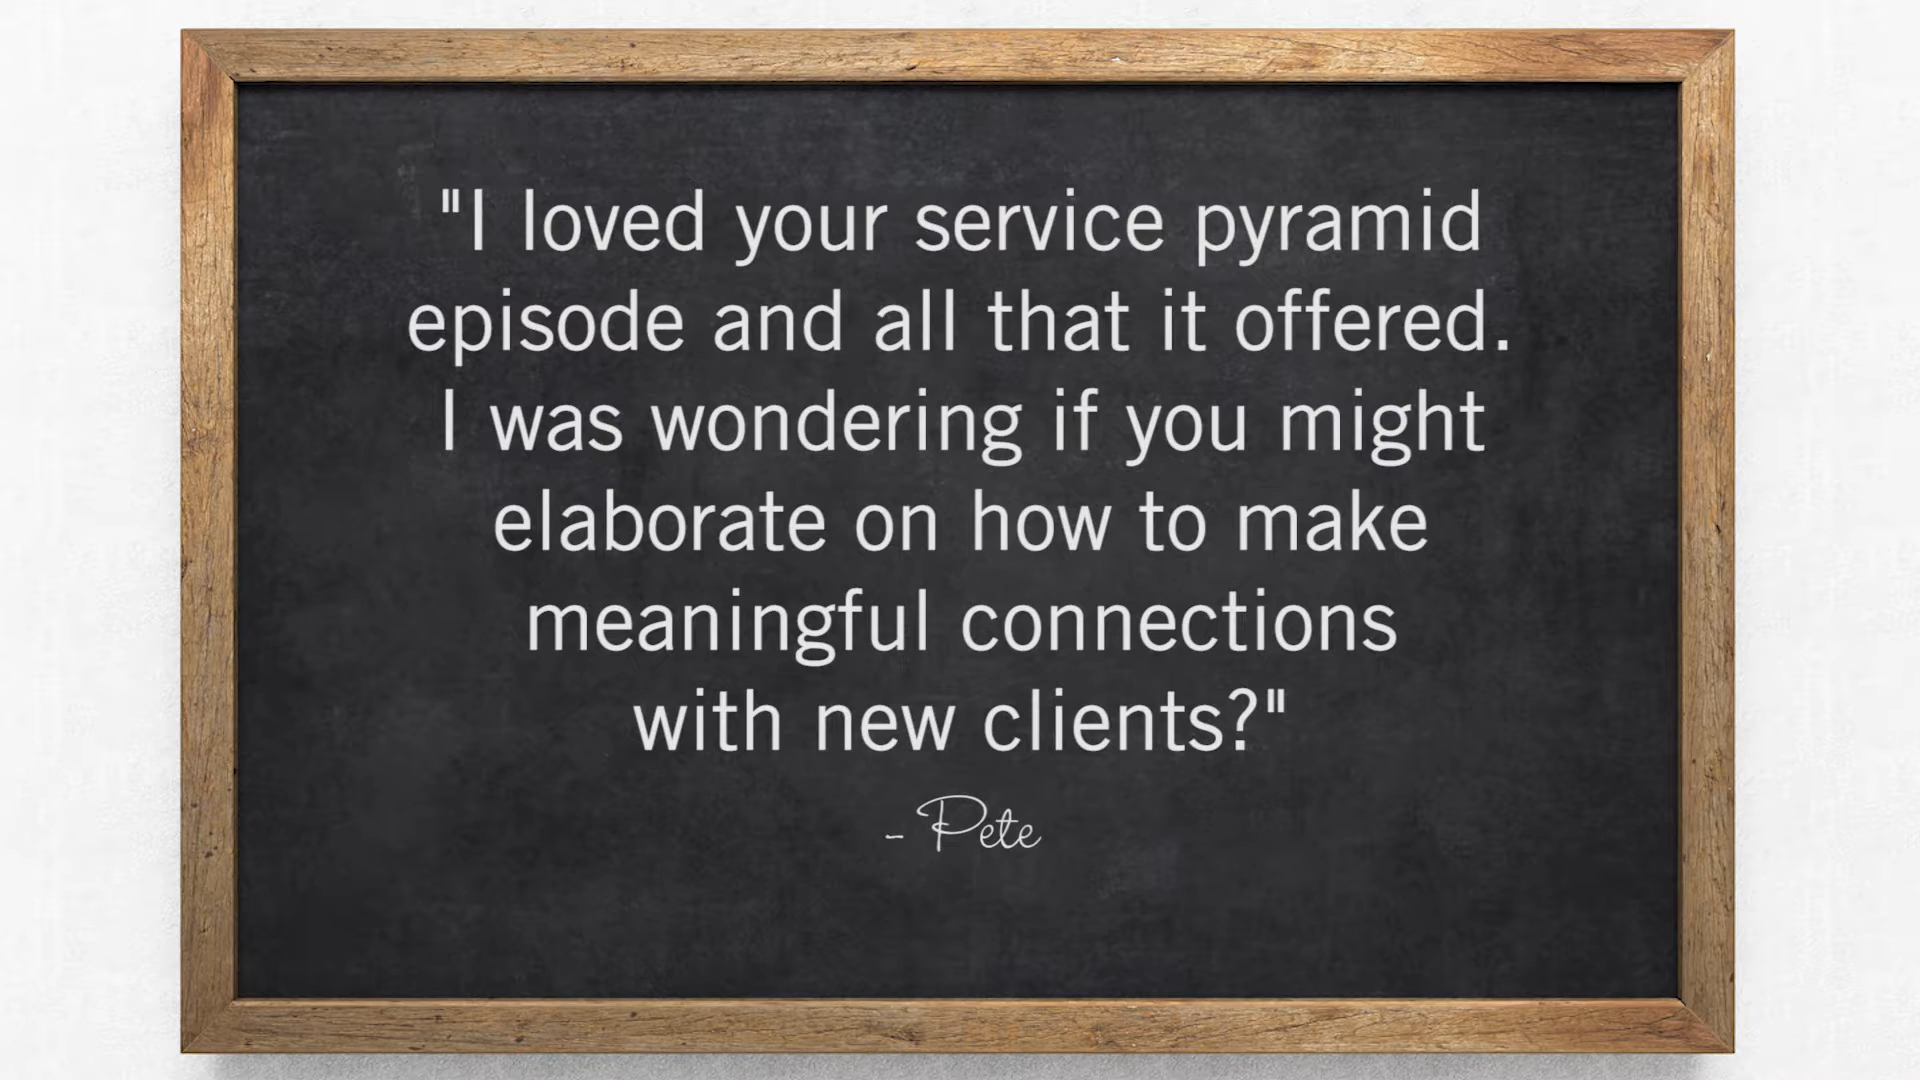 "I loved your service pyramid
episode and all that it offered.
I was wondering if you might
elaborate on how to make
meaningful connections
with new clients?"
- Pete